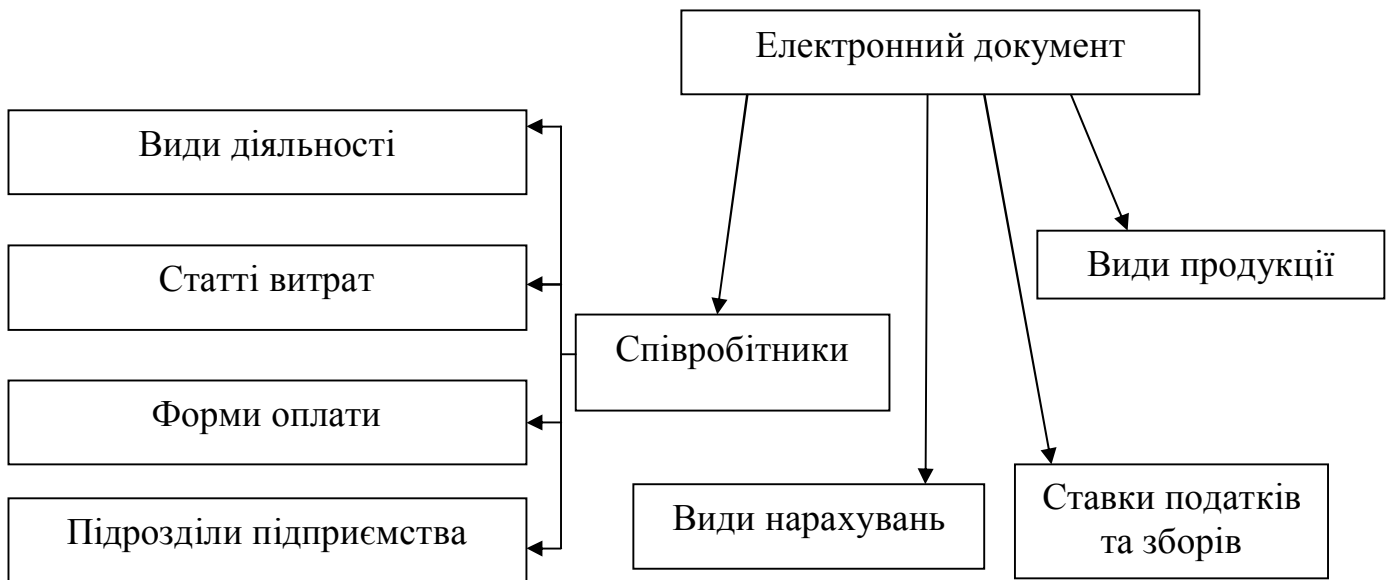 Електронний документ
Види діяльності
Статті витрат
Види продукції
Співробітники
Форми оплати
Види нарахувань
Ставки податків
та зборів
Підрозділи підприємства